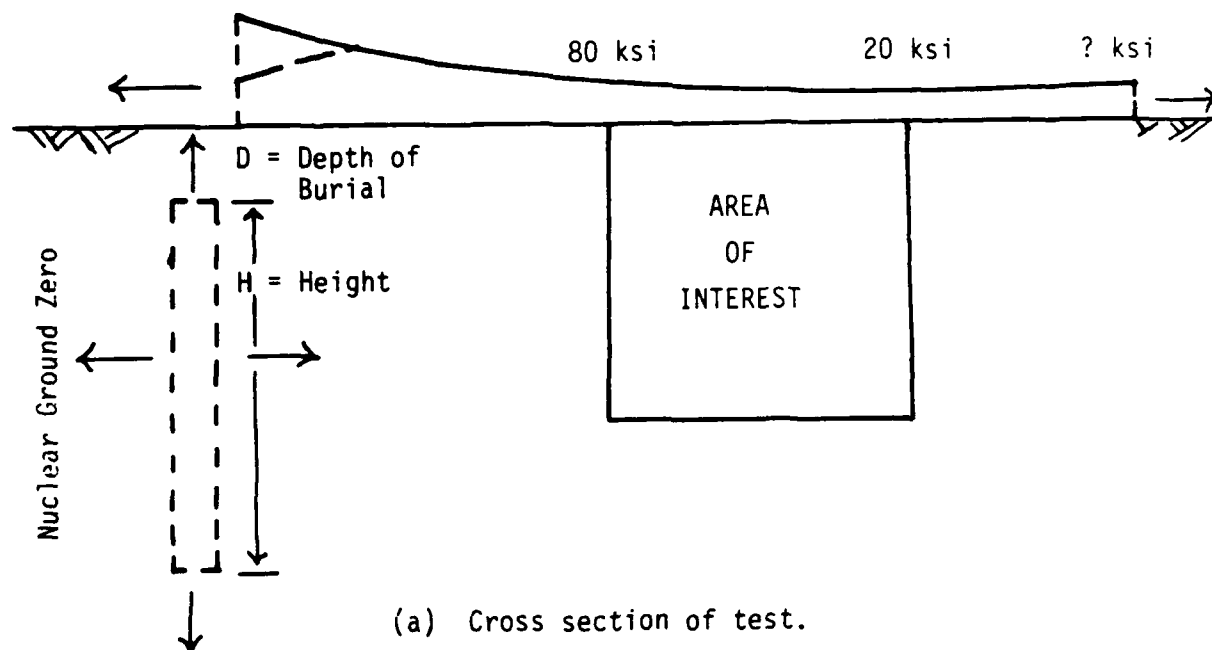 80 ksi
20 ksi
? ksi
D = Depth of
Burial
H = Height
Nuclear Ground Zero
AREA
OF
INTEREST
(a) Cross section of test.